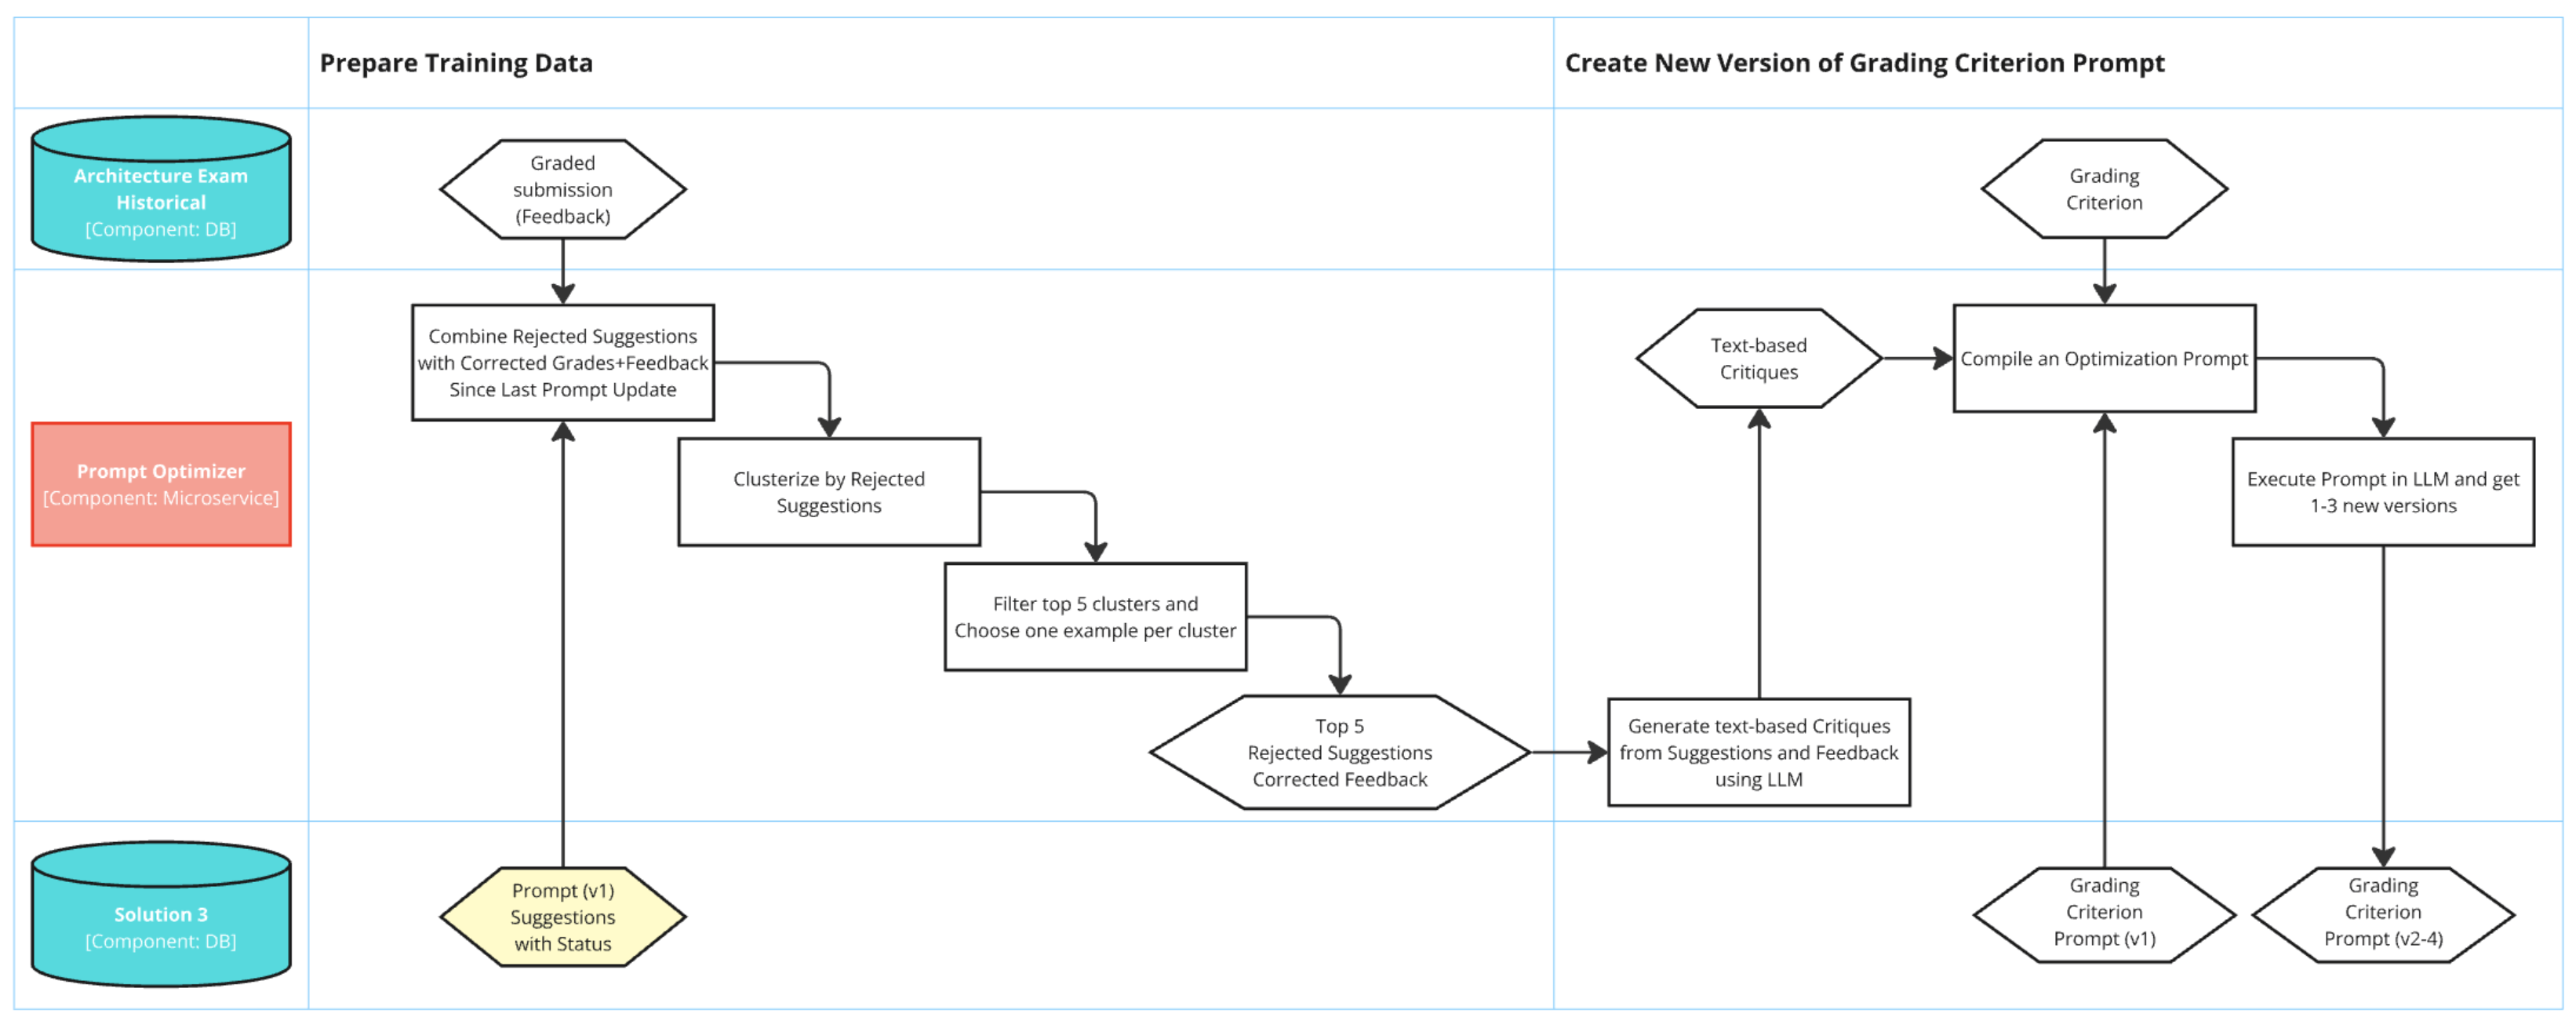 Prepare Training Data
Create New Version of Grading Criterion Prompt
Architecture Exam
Historical
[Component: DB]
Graded
submission
(Feedback)
Grading
Criterion
Prompt Optimizer
[Component: Microservice]
Combine Rejected Suggestions
with Corrected Grades+Feedback
Since Last Prompt Update
Clusterize by Rejected
Suggestions
Filter top 5 clusters and
Choose one example per cluster
Top 5
Rejected Suggestions
Corrected Feedback
Generate text-based Critiques
from Suggestions and Feedback
using LLM
Text-based
Critiques
Compile an Optimization Prompt
Execute Prompt in LLM and get
1-3 new versions
Solution 3
[Component: DB]
Prompt (v1)
Suggestions
with Status
Grading
Criterion
Prompt (v1)
Grading
Criterion
Prompt (v2-4)